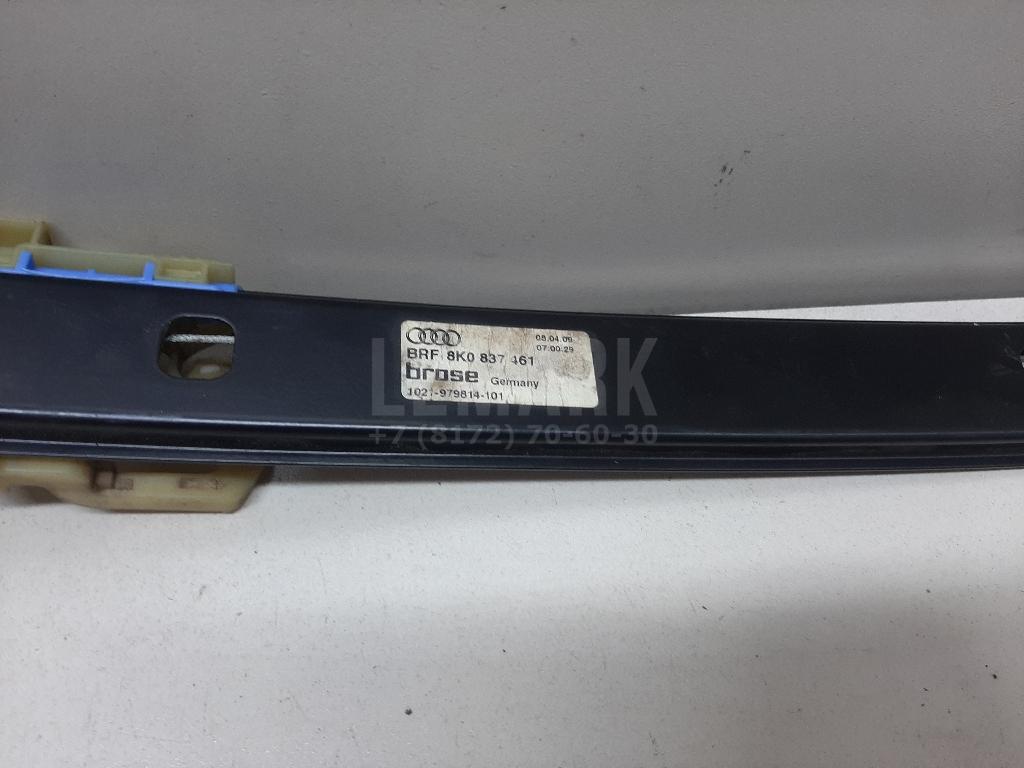 08.04.09
07:00:29
BRF 8K0 837 461
brose Germany
1021-979814-101
LEMARK
+7 (8172) 70-60-30